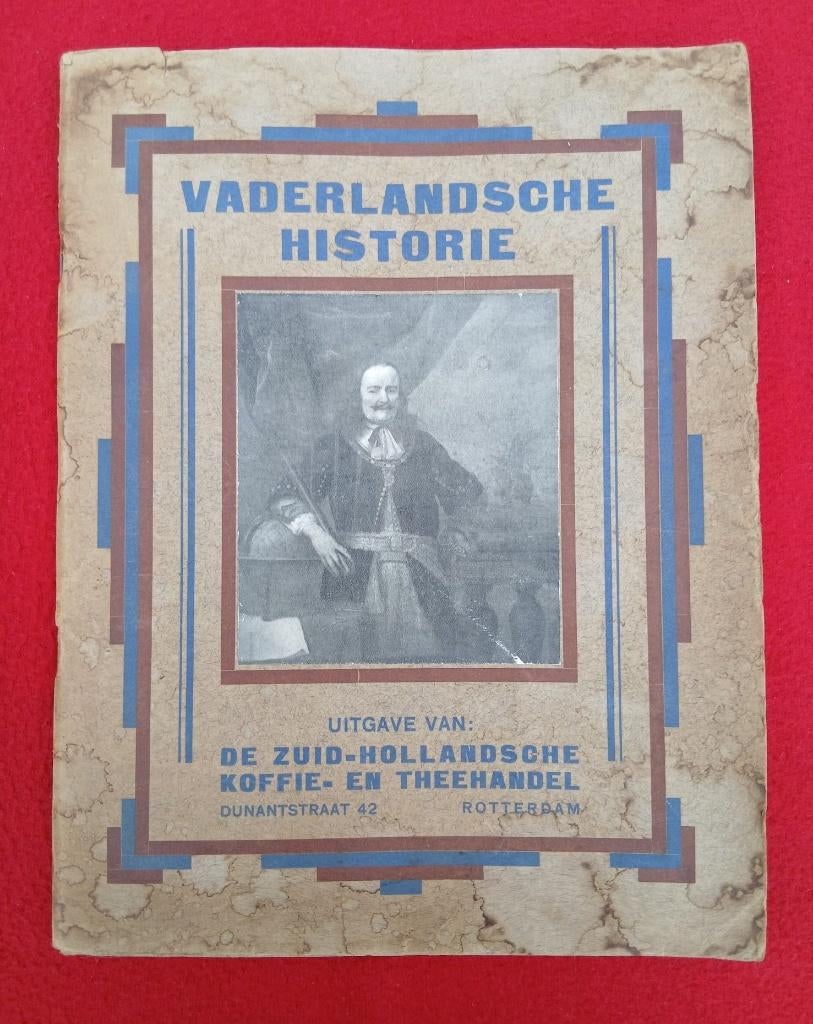 VADERLANDSCHE
HISTORIE
UITGAVE VAN:
DE ZUID-HOLLANDSCHE
KOFFIE- EN THEEHANDEL
DUNANTSTRAAT 42 ROTTERDAM